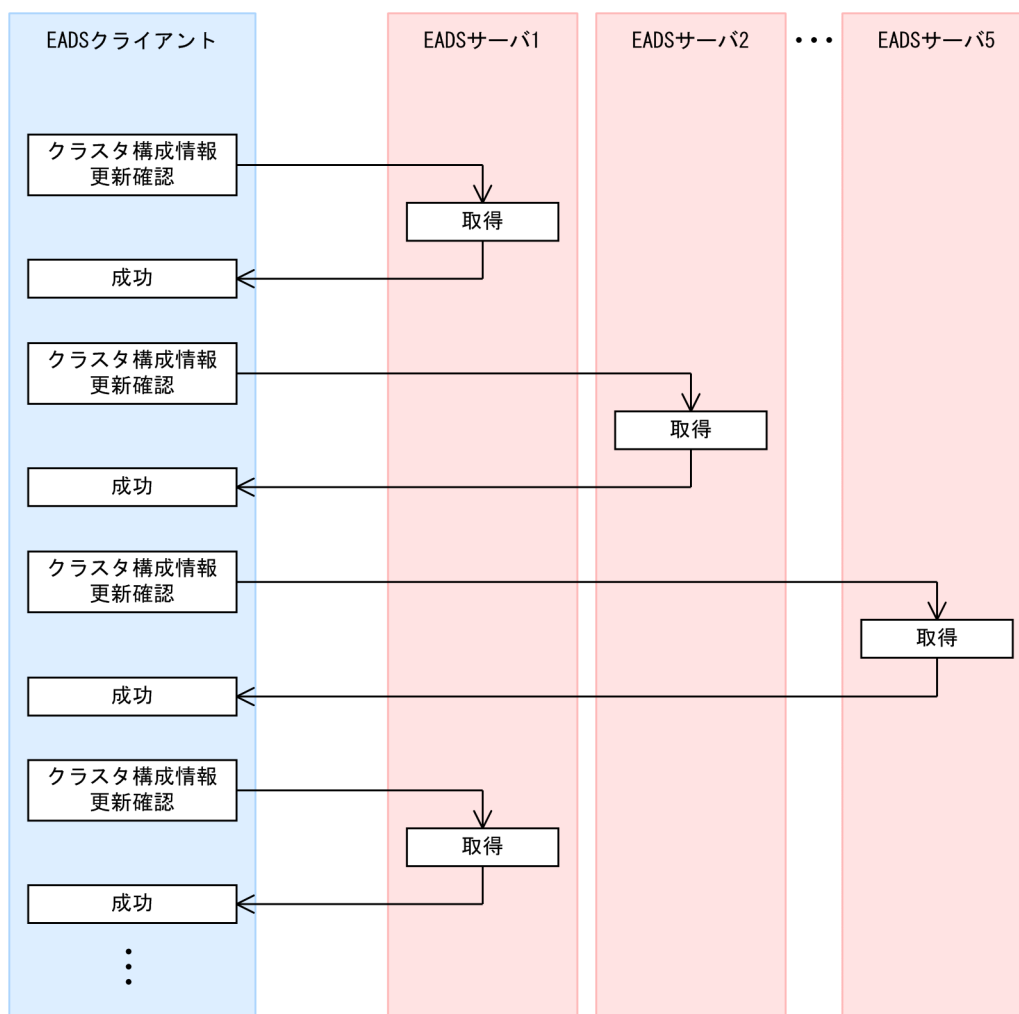 EADSクライアント
EADSサーバ1
EADSサーバ2
・・・
EADSサーバ5
クラスタ構成情報
更新確認
取得
成功
クラスタ構成情報
更新確認
取得
成功
クラスタ構成情報
更新確認
取得
成功
クラスタ構成情報
更新確認
取得
成功